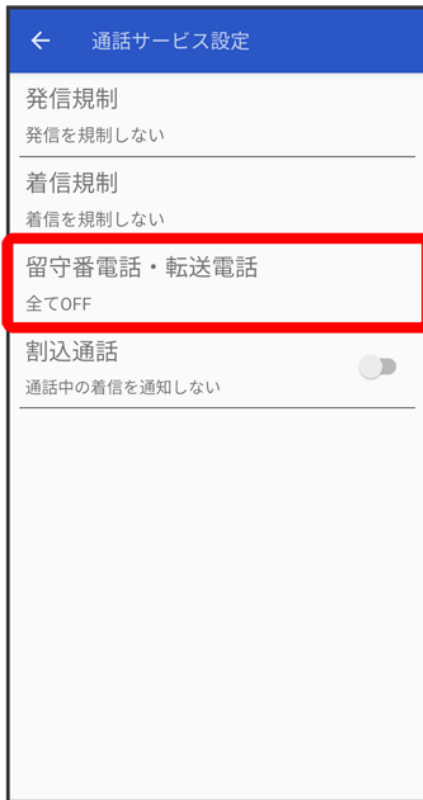 通話サービス設定
発信規制
発信を規制しない
着信規制
着信を規制しない
留守番電話・転送電話
全てOFF
割込通話
通話中の着信を通知しない